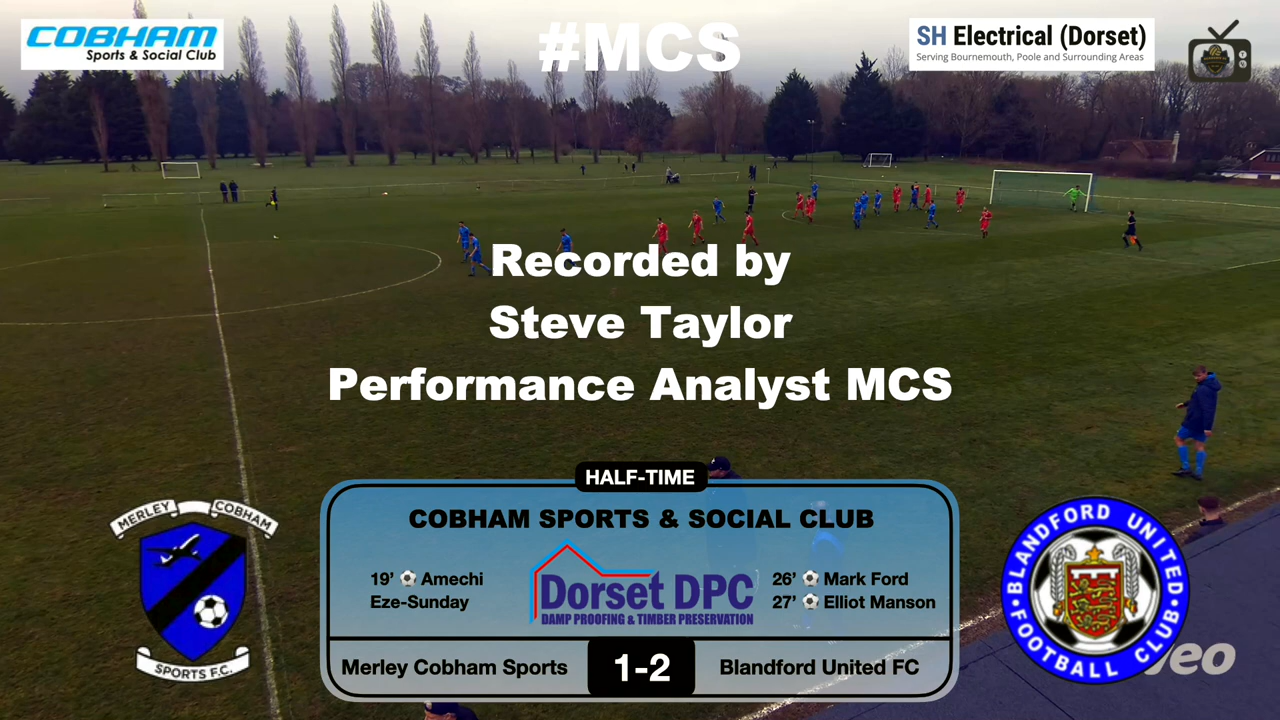 COBHAM
Sports & Social Club
#MCS
SH Electrical (Dorset)
Serving Bournemouth, Poole and Surrounding Areas
Recorded by
Steve Taylor
Performance Analyst MCS
HALF-TIME
COBHAM SPORTS & SOCIAL CLUB
19’ ⚽ Amechi
Eze-Sunday
Dorset DPC
DAMP PROOFING & TIMBER PRESERVATION
26’ ⚽ Mark Ford
27’ ⚽ Elliot Manson
Merley Cobham Sports
1-2
Blandford United FC
MERLEY COBHAM
SPORTS F.C.
BLANDFORD UNITED
FOOTBALL CLUB
veo